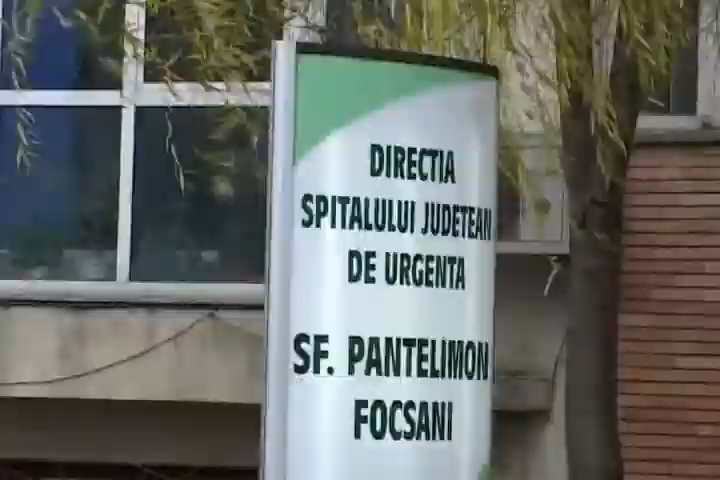 DIRECTIA
SPITALULUI JUDETEAN
DE URGENTA
SF. PANTELIMON
FOCSANI